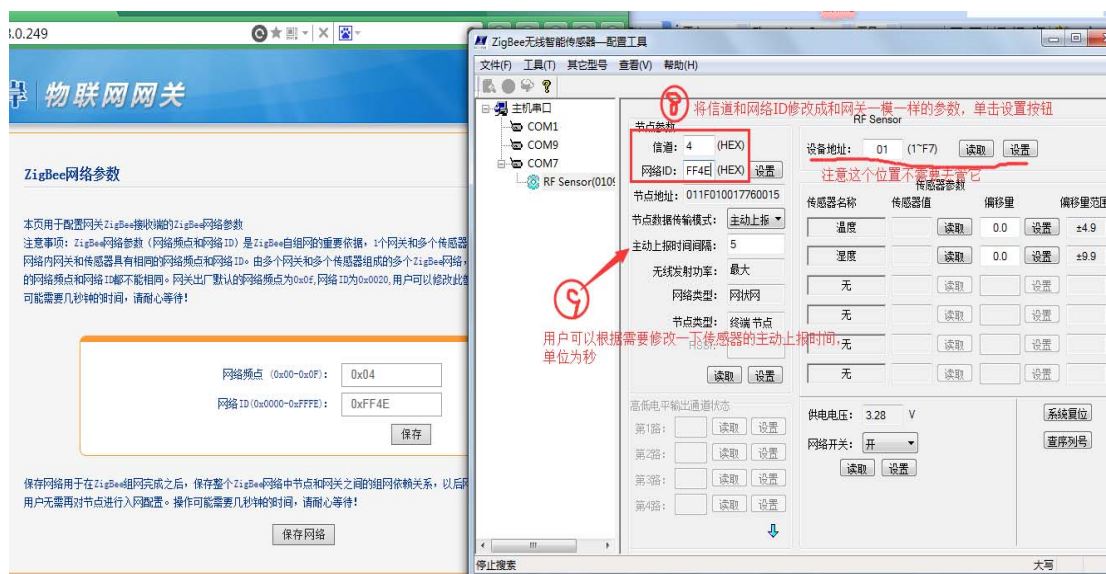 3.0.249
物联网网关
ZigBee网络参数
本页用于配置网关ZigBee接收端的ZigBee网络参数
注意事项: ZigBee网络参数（网络频点和网络ID）是ZigBee自组网的重要依据，1个网关和多个传感器
网络内网关和传感器具有相同的网络频点和网络ID。由多个网关和多个传感器组成的多个ZigBee网络，
的网络频点和网络ID都不能相同。网关出厂默认的网络频点为0x0f,网络ID为0x0020,用户可以修改此
可能需要几秒钟的时间，请耐心等待!
网络频点 (0x00-0x0F): 0x04
网络ID(0x0000-0xFFFE): 0xFF4E
保存
保存网络用于在ZigBee组网完成之后，保存整个ZigBee网络中节点和网关之间的组网依赖关系，以后
用户无需再对节点进行入网配置。操作可能需要几秒钟的时间，请耐心等待!
保存网络
ZigBee无线智能传感器—配置工具
文件(F) 工具(T) 其它型号 查看(V) 帮助(H)
主机串口
COM1
COM9
COM7
RF Sensor(0109
8 将信道和网络ID修改成和网关一模一样的参数，单击设置按钮
节点参数
信道: 4 (HEX)
网络ID: FF4E (HEX) 设置
节点地址: 011F010017760015
节点数据传输模式: 主动上报
主动上报时间间隔: 5
无线发射功率: 最大
网络类型: 网状网
节点类型: 终端节点
RSSI:
读取 设置
9
用户可以根据需要修改一下传感器的主动上报时间，
单位为秒
高低电平输出通道状态
第1路: 读取 设置
第2路: 读取 设置
第3路: 读取 设置
第4路: 读取 设置
RF Sensor
设备地址: 01 (1~F7) 读取 设置
注意这个位置不需要去管它
传感器参数
传感器名称 传感器值 偏移量 偏移量范围
温度 读取 0.0 设置 ±4.9
湿度 读取 0.0 设置 ±9.9
无 读取 设置
无 读取 设置
无 读取 设置
无 读取 设置
供电电压: 3.28 V
网络开关: 开
读取 设置
系统复位
查序列号
停止搜索
大写